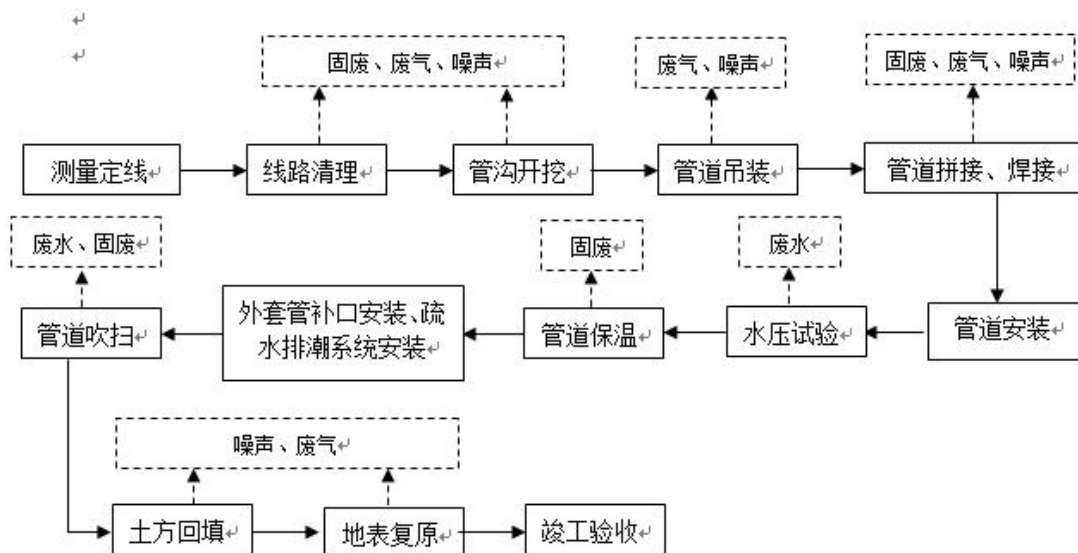 固废、废气、噪声
废气、噪声
固废、废气、噪声
测量定线
线路清理
管沟开挖
管道吊装
管道拼接、焊接
废水、固废
固废
废水
管道吹扫
外套管补口安装、疏
水排潮系统安装
管道保温
水压试验
管道安装
噪声、废气
土方回填
地表复原
竣工验收